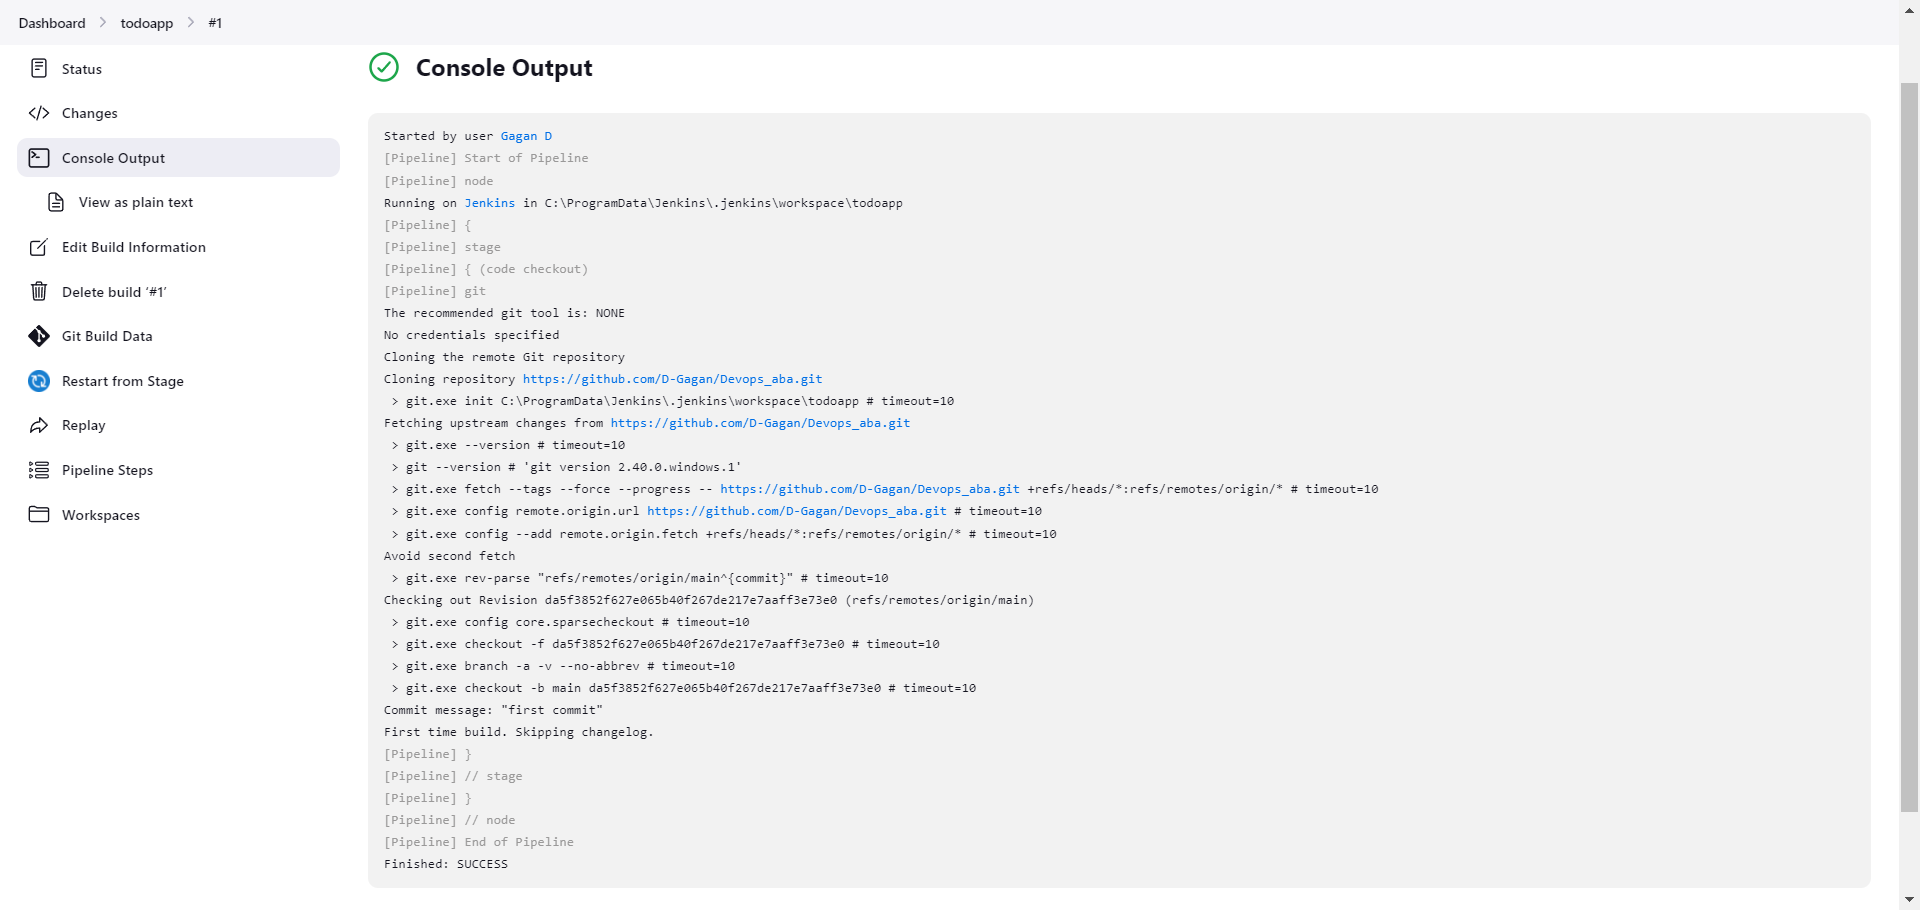 Dashboard > todoapp > #1
Status
Changes
Console Output
View as plain text
Edit Build Information
Delete build ‘#1’
Git Build Data
Restart from Stage
Replay
Pipeline Steps
Workspaces
Console Output
Started by user Gagan D
[Pipeline] Start of Pipeline
[Pipeline] node
Running on Jenkins in C:\ProgramData\Jenkins\.jenkins\workspace\todoapp
[Pipeline] {
[Pipeline] stage
[Pipeline] { (code checkout)
[Pipeline] git
The recommended git tool is: NONE
No credentials specified
Cloning the remote Git repository
Cloning repository https://github.com/D-Gagan/Devops_aba.git
 > git.exe init C:\ProgramData\Jenkins\.jenkins\workspace\todoapp # timeout=10
Fetching upstream changes from https://github.com/D-Gagan/Devops_aba.git
 > git.exe --version # timeout=10
 > git --version # 'git version 2.40.0.windows.1'
 > git.exe fetch --tags --force --progress -- https://github.com/D-Gagan/Devops_aba.git +refs/heads/*:refs/remotes/origin/* # timeout=10
 > git.exe config remote.origin.url https://github.com/D-Gagan/Devops_aba.git # timeout=10
 > git.exe config --add remote.origin.fetch +refs/heads/*:refs/remotes/origin/* # timeout=10
Avoid second fetch
 > git.exe rev-parse "refs/remotes/origin/main^{commit}" # timeout=10
Checking out Revision da5f3852f627e065b40f267de217e7aaff3e73e0 (refs/remotes/origin/main)
 > git.exe config core.sparsecheckout # timeout=10
 > git.exe checkout -f da5f3852f627e065b40f267de217e7aaff3e73e0 # timeout=10
 > git.exe branch -a -v --no-abbrev # timeout=10
 > git.exe checkout -b main da5f3852f627e065b40f267de217e7aaff3e73e0 # timeout=10
Commit message: "first commit"
First time build. Skipping changelog.
[Pipeline] }
[Pipeline] // stage
[Pipeline] }
[Pipeline] // node
[Pipeline] End of Pipeline
Finished: SUCCESS